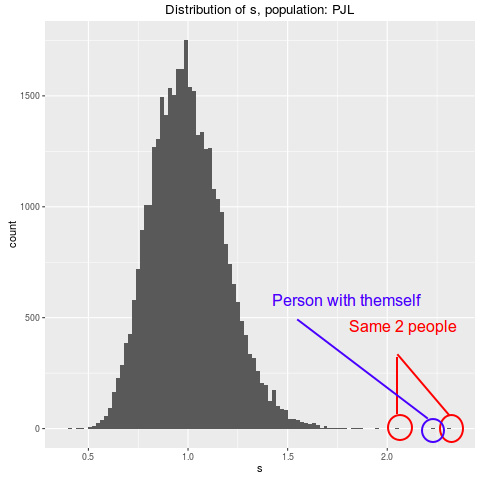 Distribution of s, population: PJL
1500
1000
500
0
count
Person with themself
Same 2 people
0.5 1.0 1.5 2.0
s